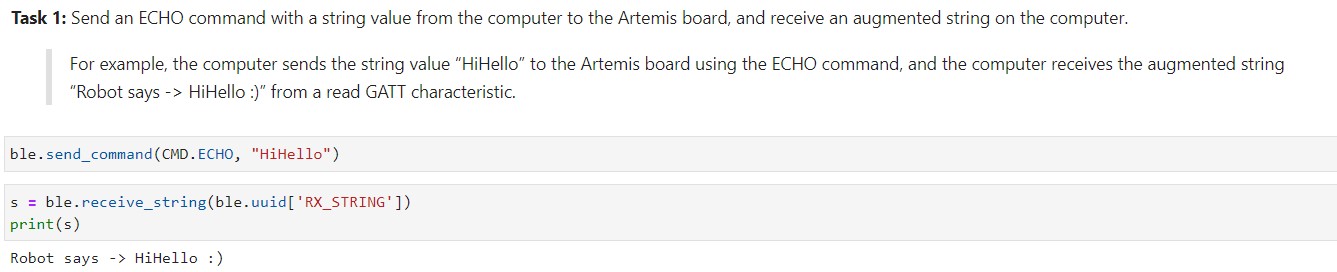 Task 1: Send an ECHO command with a string value from the computer to the Artemis board, and receive an augmented string on the computer.
For example, the computer sends the string value “HiHello” to the Artemis board using the ECHO command, and the computer receives the augmented string
“Robot says -> HiHello :)” from a read GATT characteristic.
ble.send_command(CMD.ECHO, "HiHello")
s = ble.receive_string(ble.uuid['RX_STRING'])
print(s)
Robot says -> HiHello :)